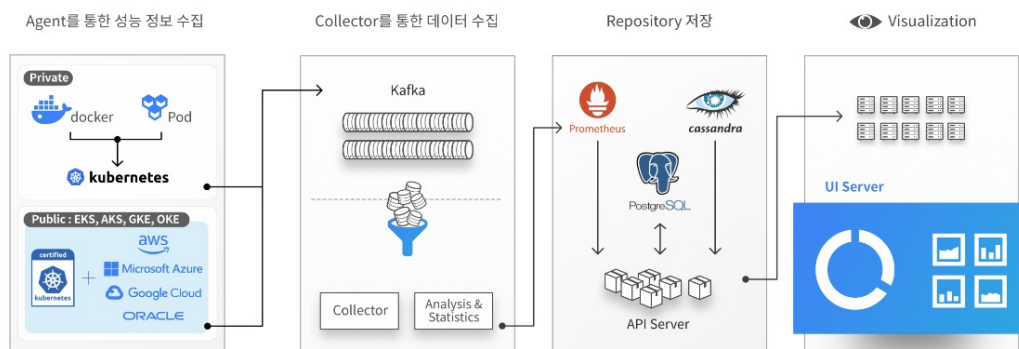 Agent를 통한 성능 정보 수집
Collector를 통한 데이터 수집
Repository 저장
Visualization
Private
docker
Pod
kubernetes
Public : EKS, AKS, GKE, OKE
certified
kubernetes
+
aws
Microsoft Azure
Google Cloud
ORACLE
Kafka
Collector
Analysis &
Statistics
Prometheus
cassandra
PostgreSQL
API Server
UI Server